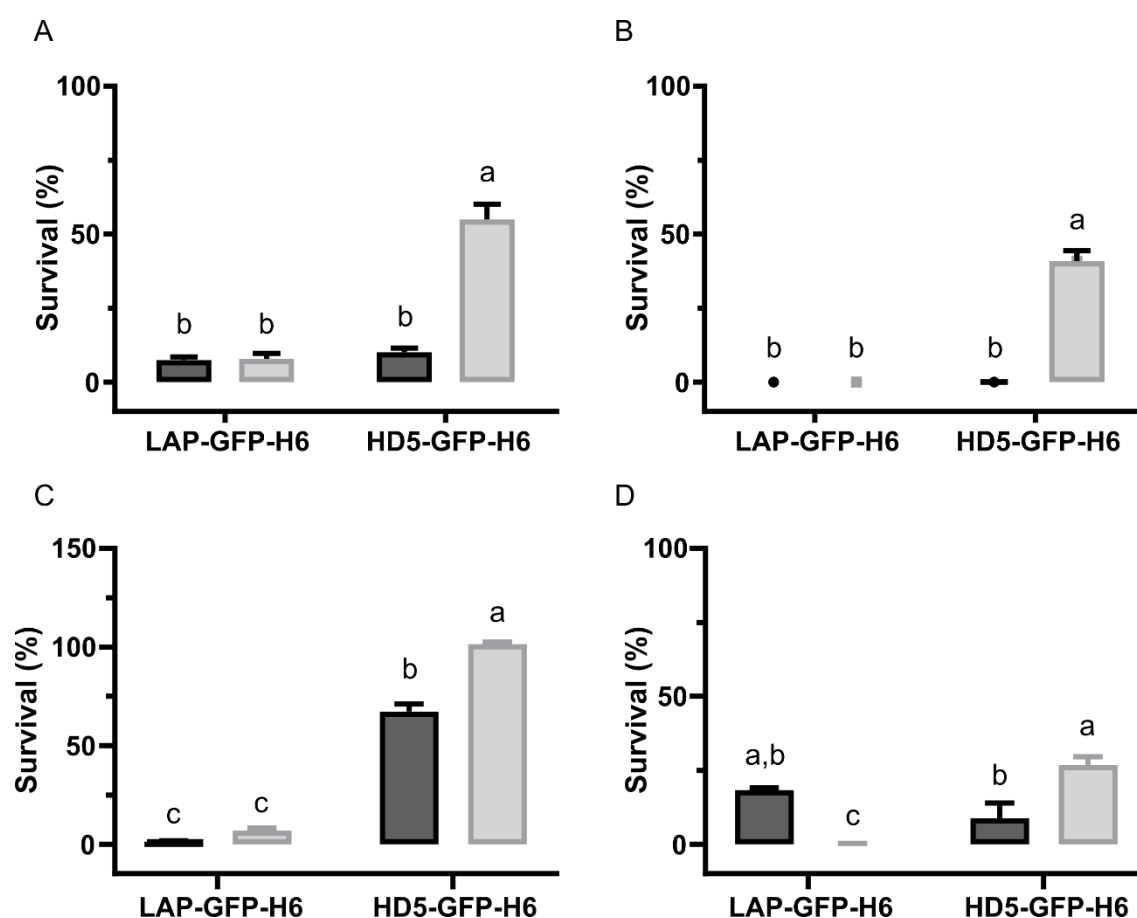 A
Survival (%)
100
50
0
b
b
b
a
LAP-GFP-H6
HD5-GFP-H6
B
Survival (%)
100
50
0
b
b
b
a
LAP-GFP-H6
HD5-GFP-H6
C
Survival (%)
150
100
50
0
c
c
b
a
LAP-GFP-H6
HD5-GFP-H6
D
Survival (%)
100
50
0
a,b
c
b
a
LAP-GFP-H6
HD5-GFP-H6